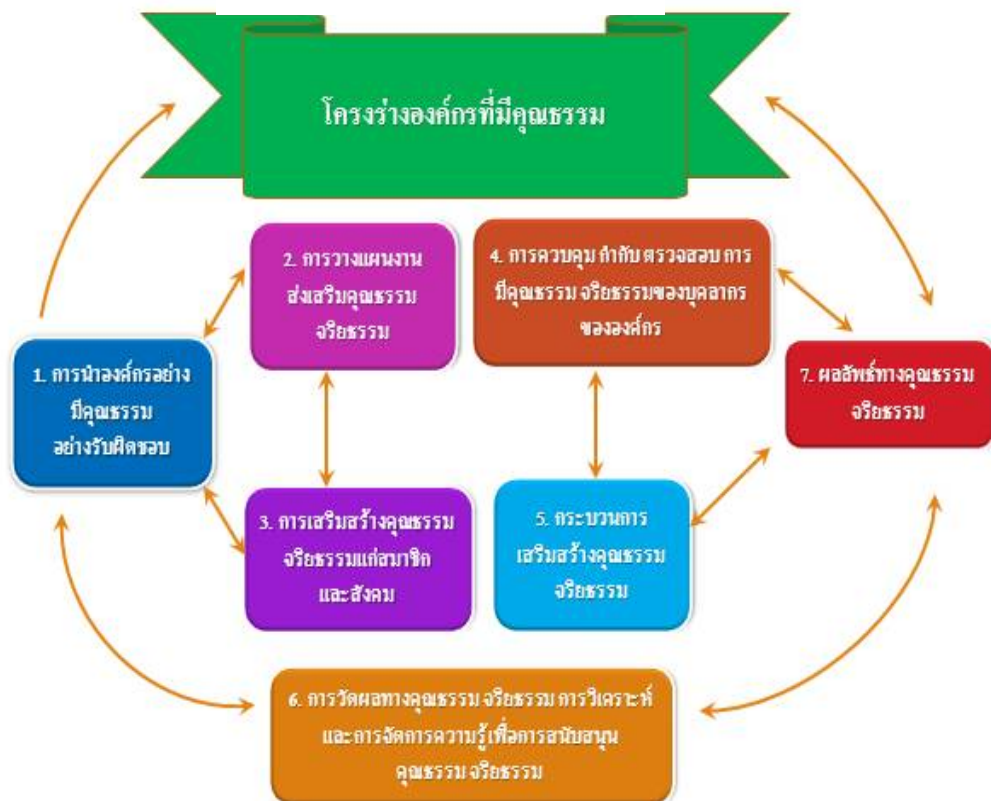 โครงร่างองค์กรที่มีคุณธรรม
2. การวางแผนงาน
ส่งเสริมคุณธรรม
จริยธรรม
4. การควบคุม กำกับ ตรวจสอบ การ
มีคุณธรรม จริยธรรมของบุคลากร
ขององค์กร
1. การนำองค์กรอย่าง
มีคุณธรรม
อย่างรับผิดชอบ
7. ผลลัพธ์ทางคุณธรรม
จริยธรรม
3. การเสริมสร้างคุณธรรม
จริยธรรมแก่สมาชิก
และสังคม
5. กระบวนการ
เสริมสร้างคุณธรรม
จริยธรรม
6. การวัดผลทางคุณธรรม จริยธรรม การวิเคราะห์
และการจัดการความรู้เพื่อการสนับสนุน
คุณธรรม จริยธรรม